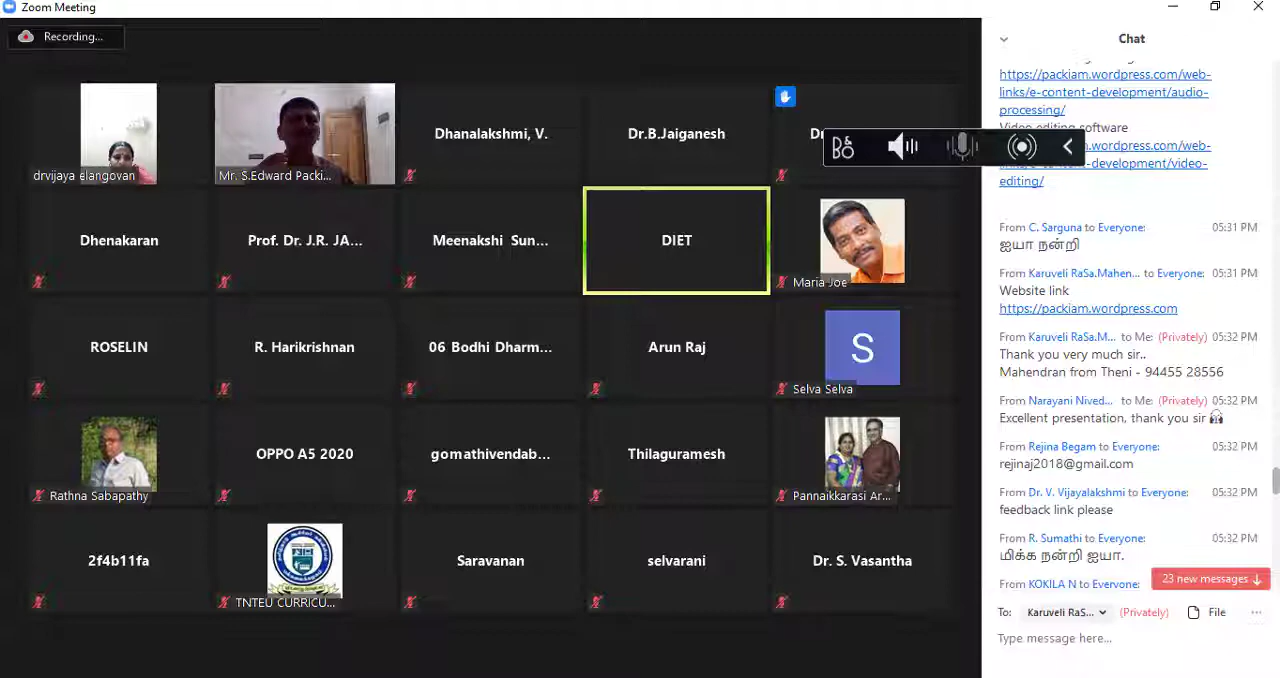 Zoom Meeting
Recording...
drvijaya elangovan
Mr. S.Edward Packi...
Dhanalakshmi, V.
Dr.B.Jaiganesh
Dhenakaran
Prof. Dr. J.R. JA...
Meenakshi Sun...
DIET
Maria Joe
ROSELIN
R. Harikrishnan
06 Bodhi Dharm...
Arun Raj
S
Selva Selva
Rathna Sabapathy
OPPO A5 2020
gomathivendab...
Thilaguramesh
Pannaikkarasi Ar...
2f4b11fa
TNTEU CURRICU...
Saravanan
selvarani
Dr. S. Vasantha
Chat
https://packiam.wordpress.com/web-
links/e-content-development/audio-
processing/
Video editing software
am.wordpress.com/web-
links/e-content-development/video-
editing/
From C. Sarguna to Everyone: 05:31 PM
ஐயா நன்றி
From Karuveli RaSa.Mahen... to Everyone: 05:31 PM
Website link
https://packiam.wordpress.com
From Karuveli RaSa.M... to Me: (Privately) 05:32 PM
Thank you very much sir..
Mahendran from Theni - 94455 28556
From Narayani Nived... to Me: (Privately) 05:32 PM
Excellent presentation, thank you sir
From Rejina Begam to Everyone: 05:32 PM
rejinaj2018@gmail.com
From Dr. V. Vijayalakshmi to Everyone: 05:32 PM
feedback link please
From R. Sumathi to Everyone: 05:32 PM
மிக்க நன்றி ஐயா.
From KOKILA N to Everyone:
23 new messages
To: Karuveli RaS... (Privately) File ...
Type message here...